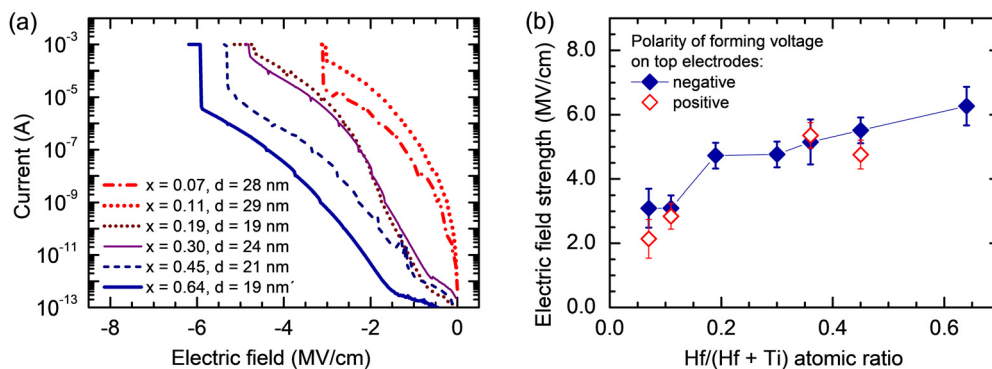 (a)
10⁻³
10⁻⁵
10⁻⁷
10⁻⁹
10⁻¹¹
10⁻¹³
Current (A)
x = 0.07, d = 28 nm
x = 0.11, d = 29 nm
x = 0.19, d = 19 nm
x = 0.30, d = 24 nm
x = 0.45, d = 21 nm
x = 0.64, d = 19 nm´
-8 -6 -4 -2 0
Electric field (MV/cm)
(b)
8.0
6.0
4.0
2.0
0.0
Electric field strength (MV/cm)
Polarity of forming voltage
on top electrodes:
negative
positive
0.0 0.2 0.4 0.6
Hf/(Hf + Ti) atomic ratio